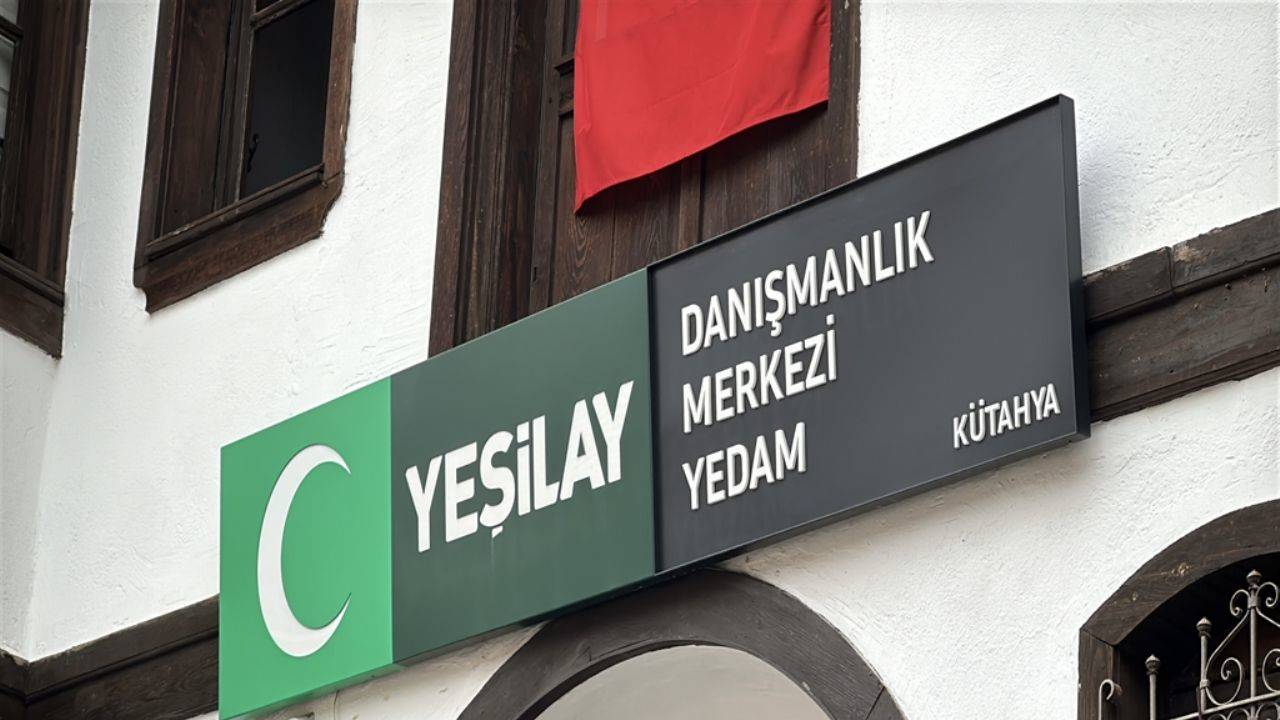 YEŞİLAY
DANIŞMANLIK
MERKEZİ
YEDAM
KÜTAHYA